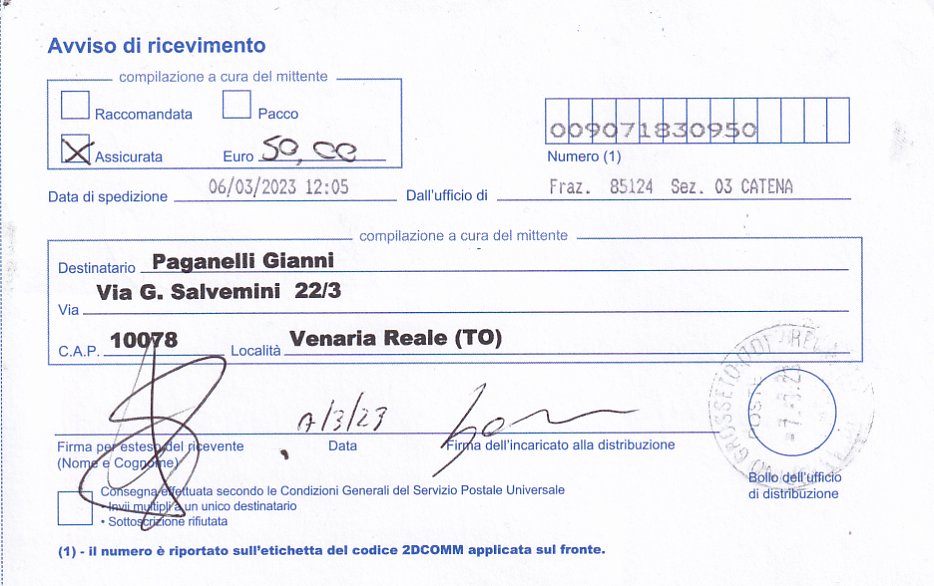 Avviso di ricevimento
compilazione a cura del mittente
Raccomandata Pacco
Assicurata Euro 50,00
009071830950
Numero (1)
Data di spedizione 06/03/2023 12:05 Dall'ufficio di Fraz. 85124 Sez. 03 CATENA
compilazione a cura del mittente
Destinatario Paganelli Gianni
Via G. Salvemini 22/3
Via
C.A.P. 10078 Località Venaria Reale (TO)
/3/23
Firma per esteso del ricevente Data Firma dell'incaricato alla distribuzione
(Nome e Cognome)
GROSSETO
Bollo dell'ufficio
di distribuzione
Consegna effettuata secondo le Condizioni Generali del Servizio Postale Universale
• Invii multipli a un unico destinatario
• Sottoscrizione rifiutata
(1) - il numero è riportato sull'etichetta del codice 2DCOMM applicata sul fronte.